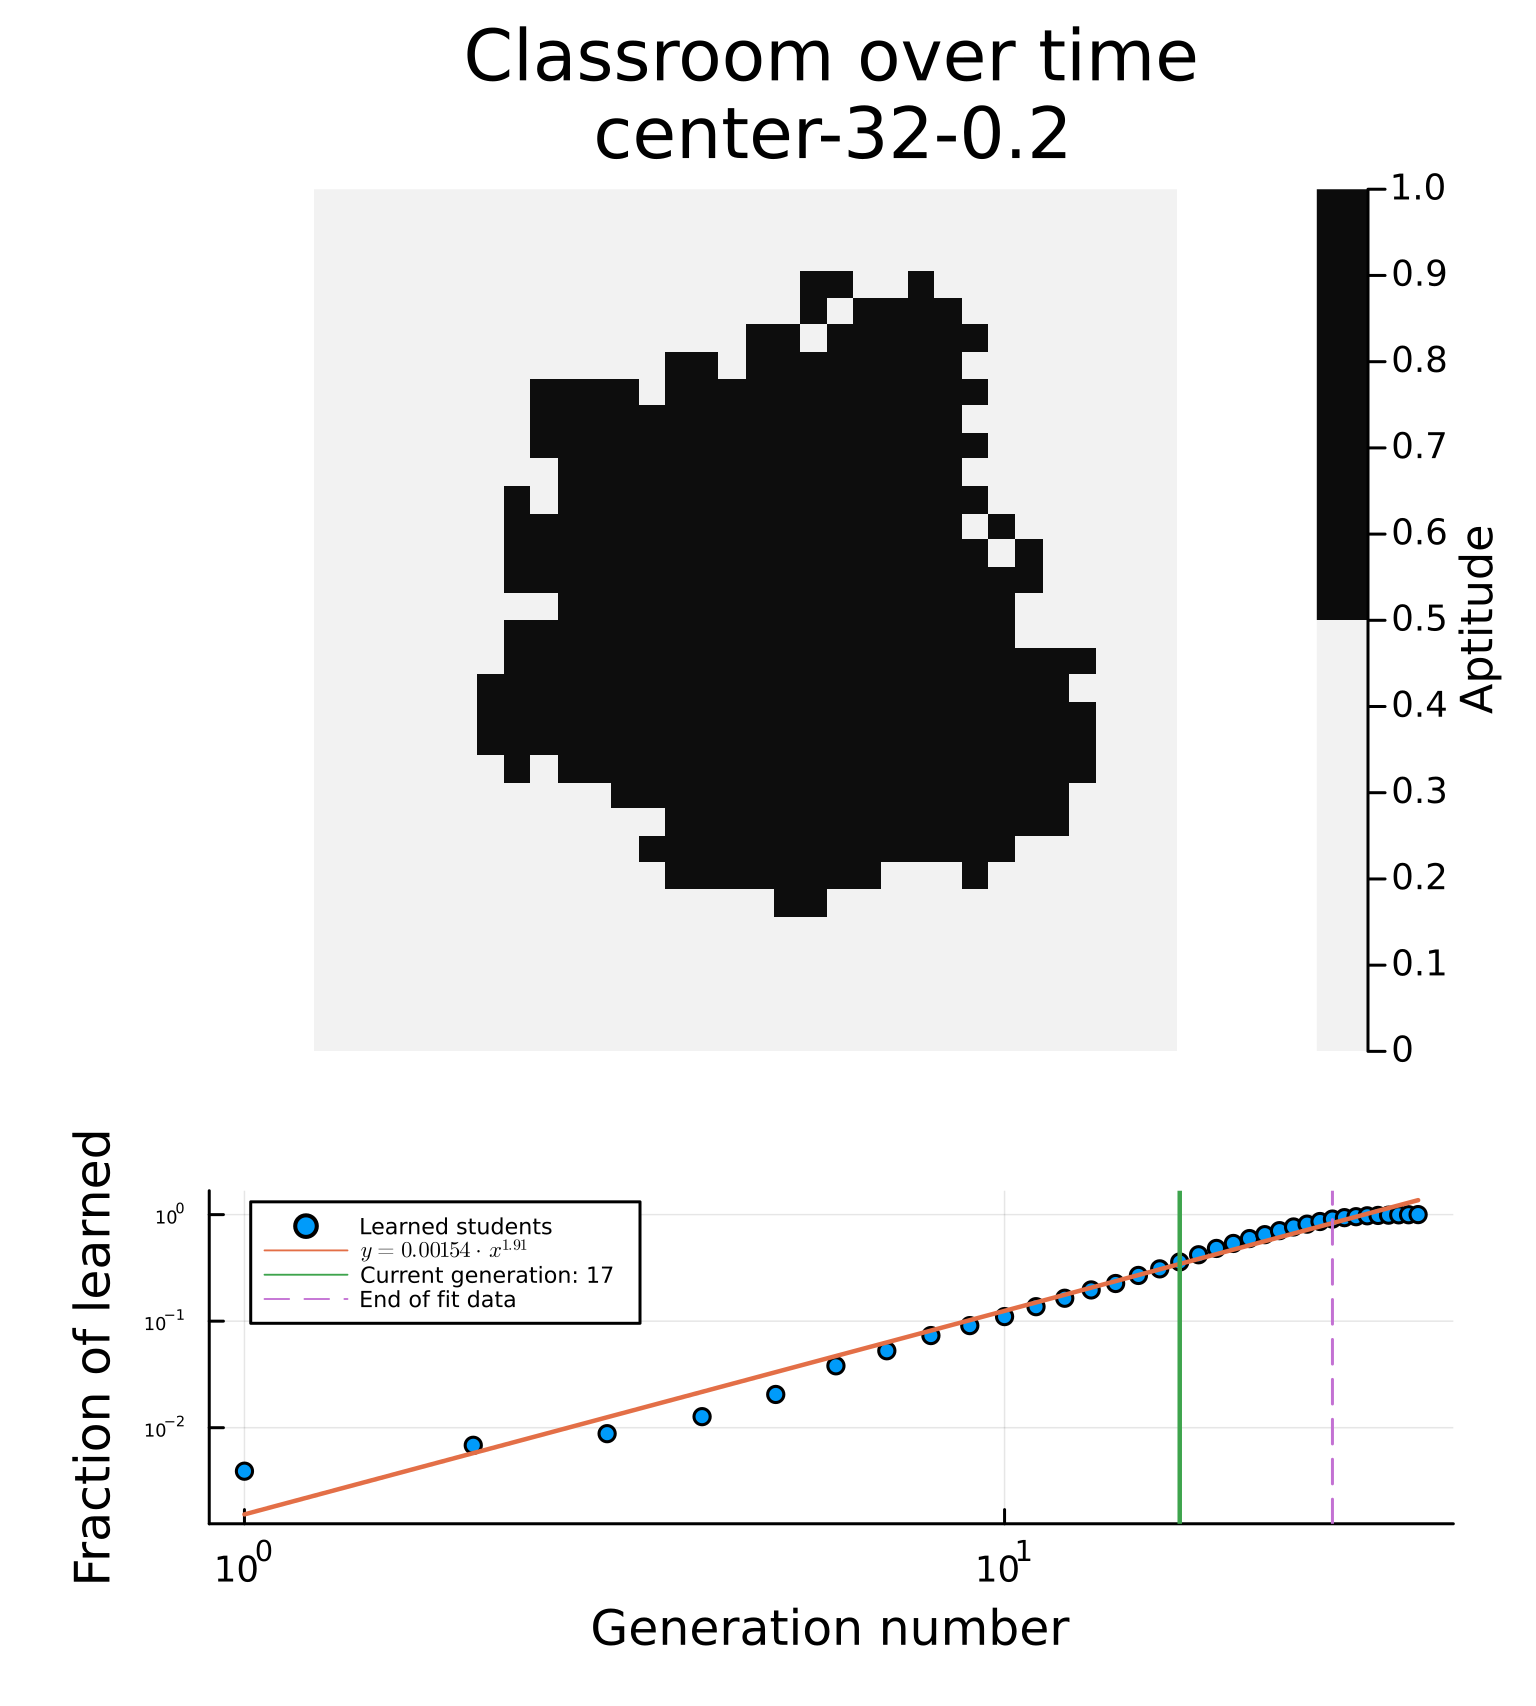 Classroom over time
center-32-0.2
1.0
0.9
0.8
0.7
0.6
0.5
0.4
0.3
0.2
0.1
0
Aptitude
Fraction of learned
10⁰
10⁻¹
10⁻²
Learned students
y = 0.00154 · x^{1.91}
Current generation: 17
End of fit data
10⁰
10¹
Generation number